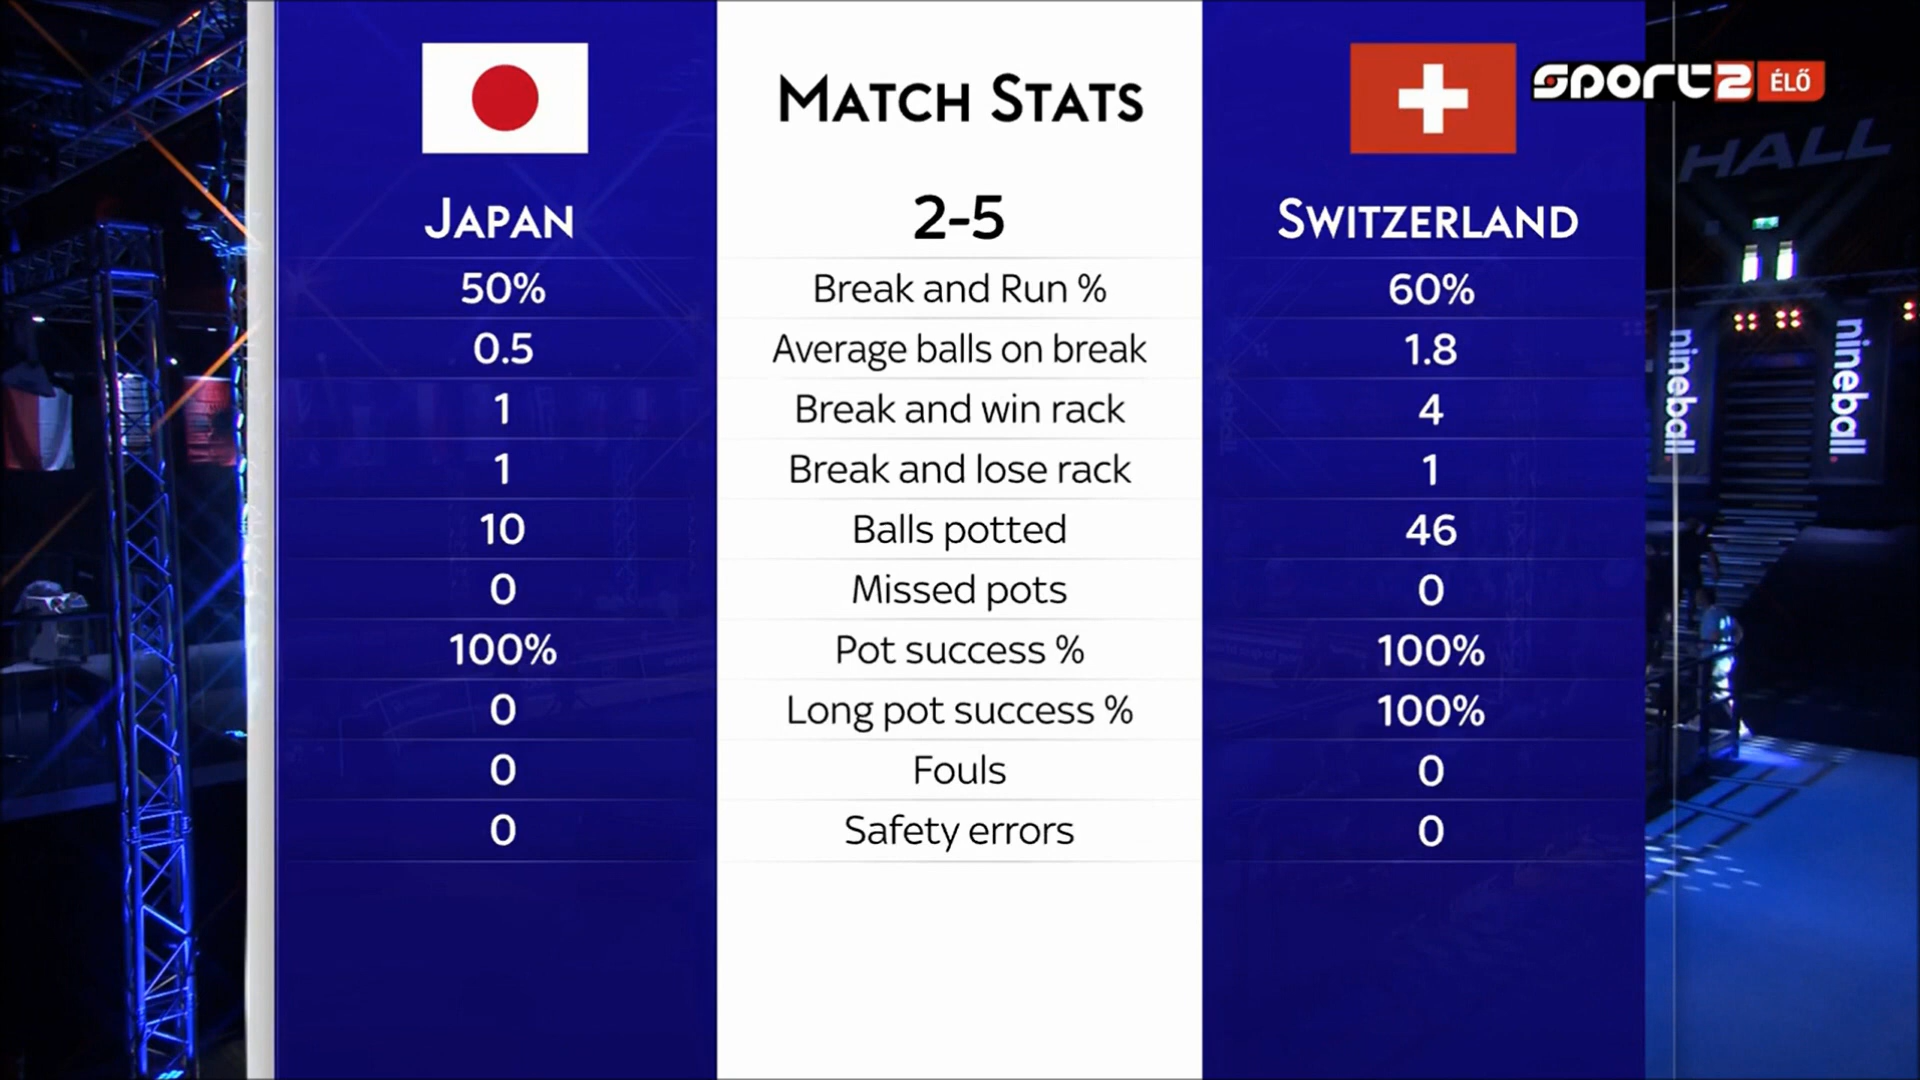 MATCH STATS
sport2 ÉLŐ
HALL
JAPAN 2-5 SWITZERLAND
50% Break and Run % 60%
0.5 Average balls on break 1.8
1 Break and win rack 4
1 Break and lose rack 1
10 Balls potted 46
0 Missed pots 0
100% Pot success % 100%
0 Long pot success % 100%
0 Fouls 0
0 Safety errors 0
nineball.
nineball.